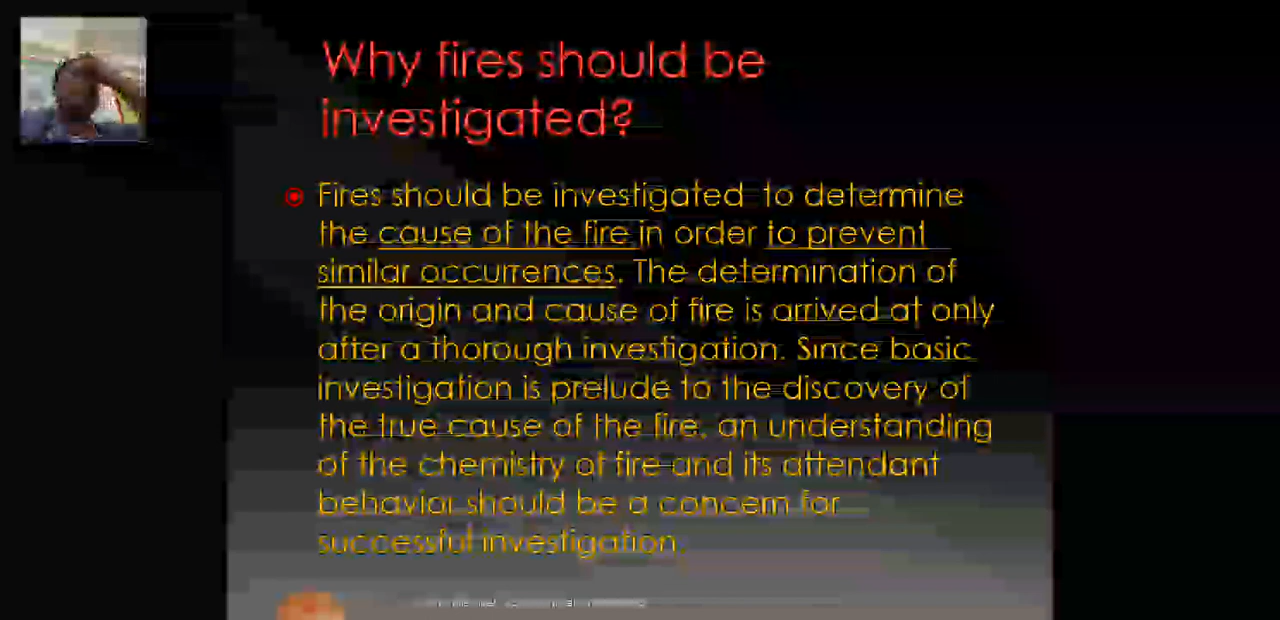 Why fires should be
investigated?
Fires should be investigated to determine
the cause of the fire in order to prevent
similar occurrences. The determination of
the origin and cause of fire is arrived at only
after a thorough investigation. Since basic
investigation is prelude to the discovery of
the true cause of the fire, an understanding
of the chemistry of fire and its attendant
behavior should be a concern for
successful investigation.